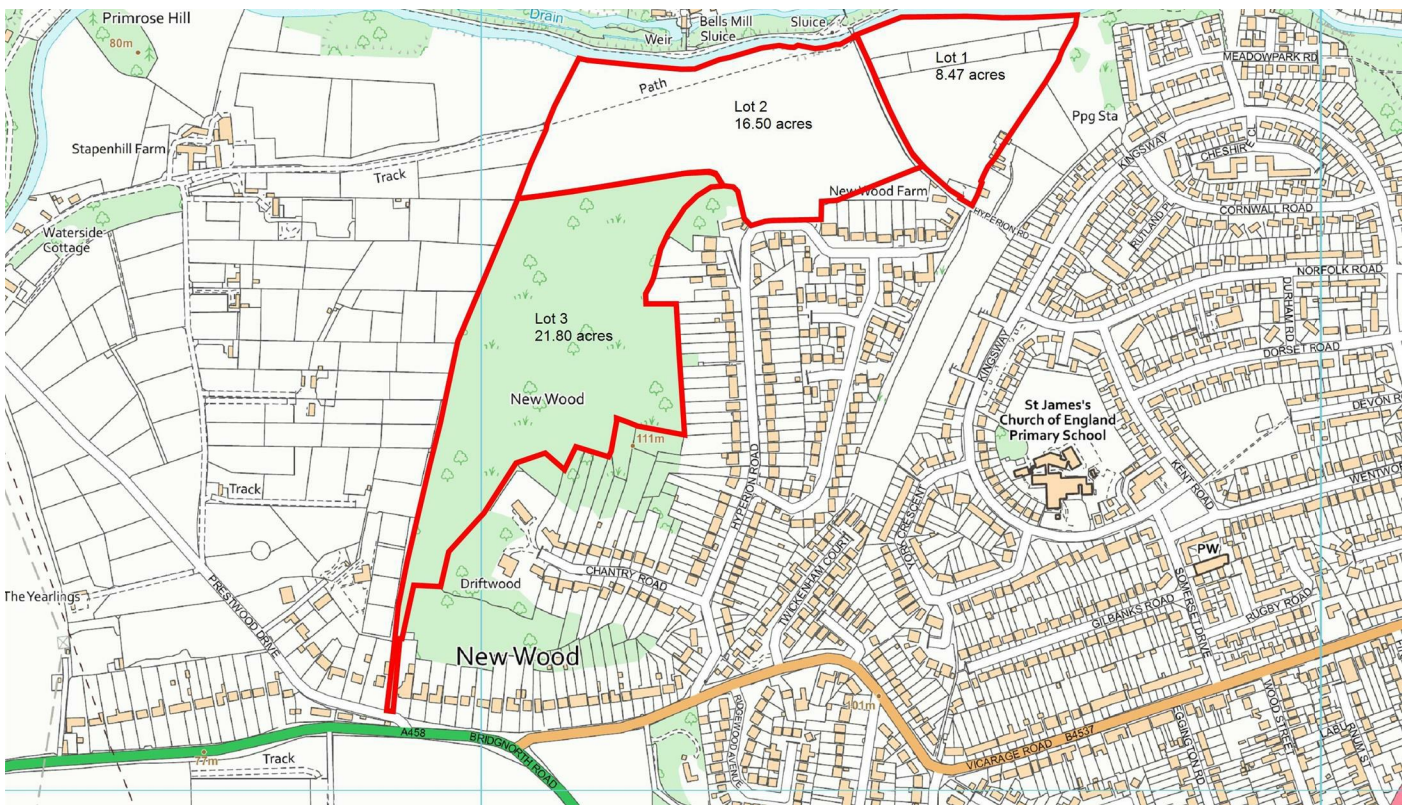 Primrose Hill
80m
Drain
Weir
Bells Mill
Sluice
Sluice
Lot 1
8.47 acres
MEADOWPARK RD
Path
Lot 2
16.50 acres
Ppg Sta
Stapenhill Farm
Track
KINGSWAY
CHESHIRE C
New Wood Farm
HYPERION RD
RUTLAND PL
CORNWALL ROAD
Waterside
Cottage
NORFOLK ROAD
DURHAM RD
Lot 3
21.80 acres
KINGSWAY
DORSET ROAD
New Wood
St James's
Church of England
Primary School
DEVON R
111m
HYPERION ROAD
KENT ROAD
WENTWO
Track
CRESCENT
KNOX
PW
Driftwood
CHANTRY ROAD
TWICKENHAM COURT
The Yearlings
PRESTWOOD DRIVE
GILBANKS ROAD
SOMERSET DRIVE
RUGBY ROAD
New Wood
101m
RIDGEWOOD AVENUE
A458
BRIDGNORTH ROAD
77m
Track
VICARAGE ROAD
B4537
EGGINGTON RD
WOOD STREET